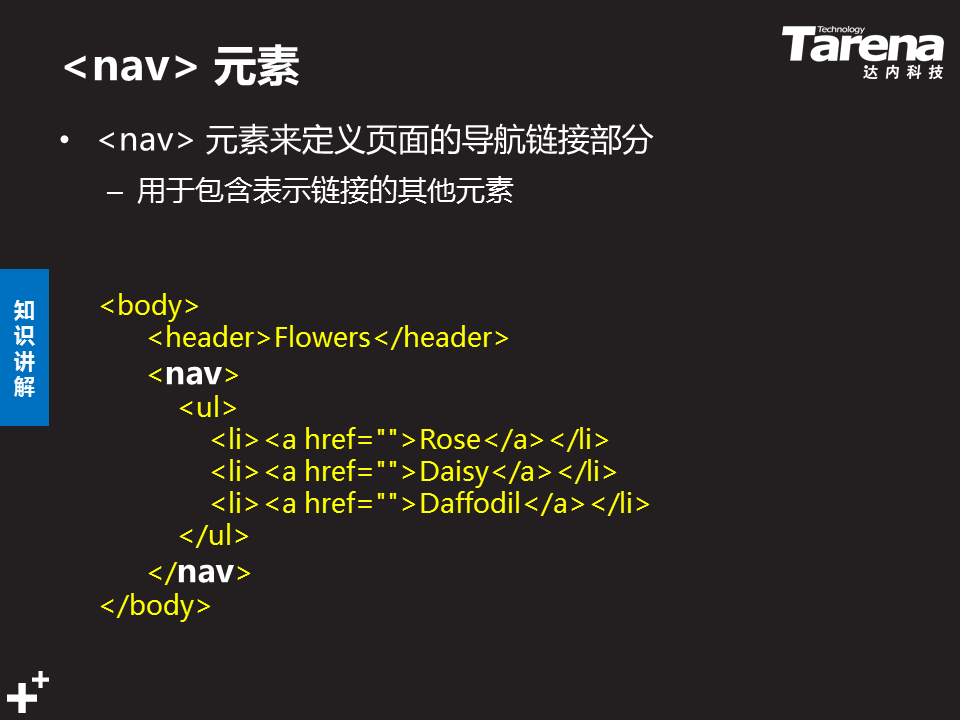 <nav> 元素
Technology
Tarena
达内科技
• <nav> 元素来定义页面的导航链接部分
– 用于包含表示链接的其他元素
知识讲解
<body>
<header>Flowers</header>
<nav>
<ul>
<li><a href="">Rose</a></li>
<li><a href="">Daisy</a></li>
<li><a href="">Daffodil</a></li>
</ul>
</nav>
</body>